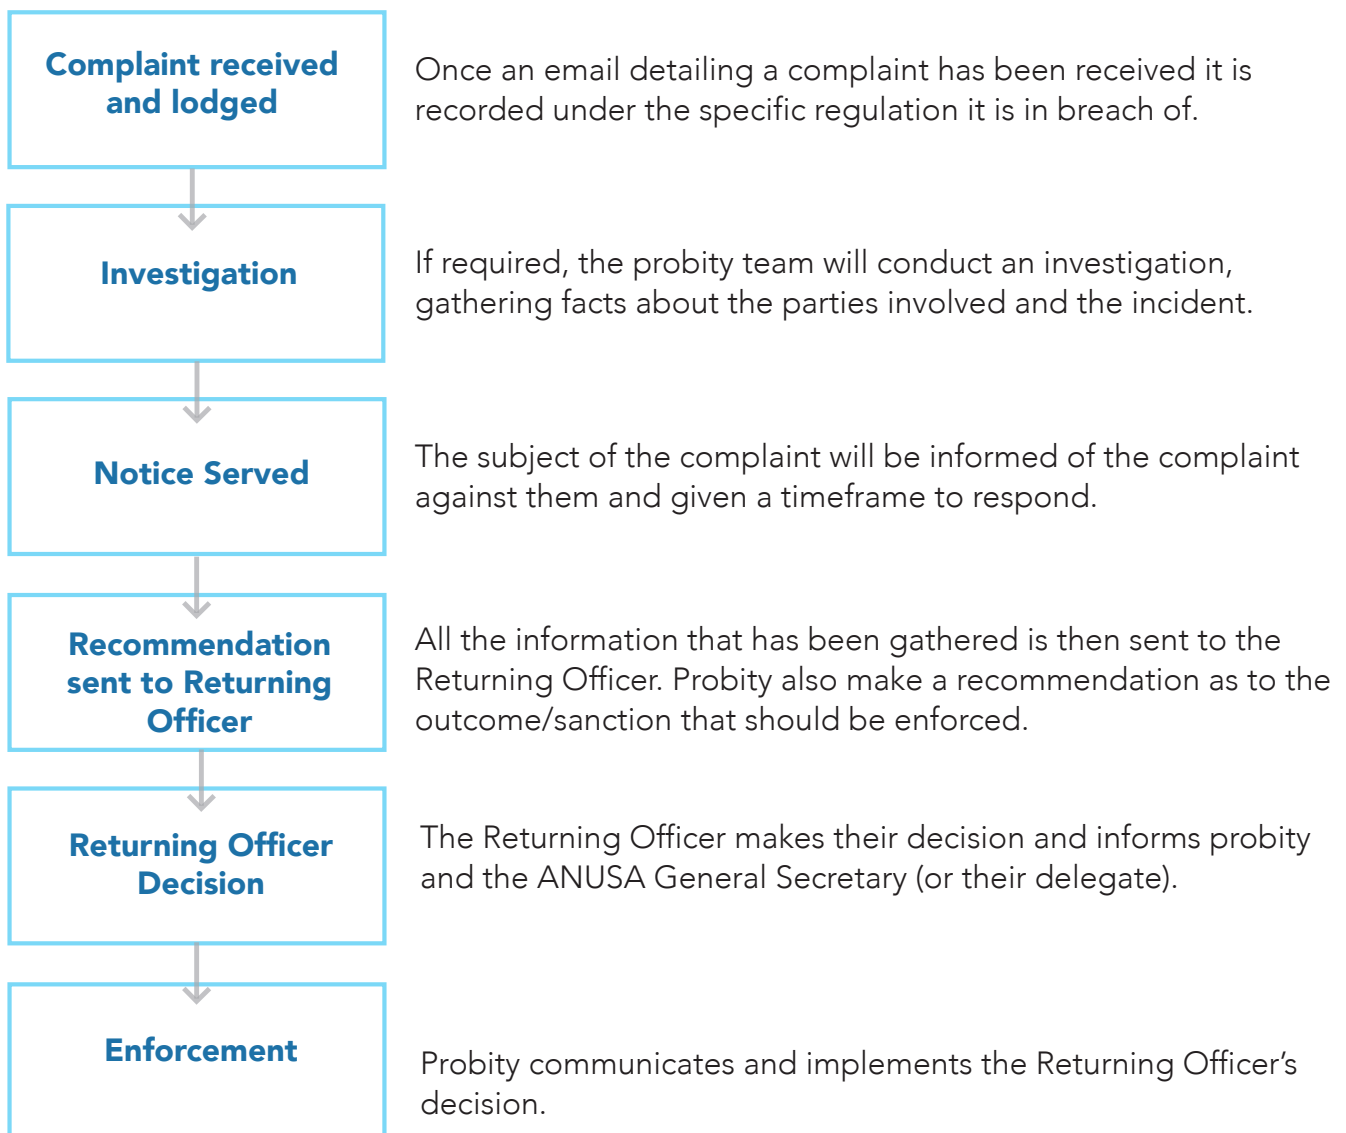 Complaint received
and lodged
Once an email detailing a complaint has been received it is
recorded under the specific regulation it is in breach of.
Investigation
If required, the probity team will conduct an investigation,
gathering facts about the parties involved and the incident.
Notice Served
The subject of the complaint will be informed of the complaint
against them and given a timeframe to respond.
Recommendation
sent to Returning
Officer
All the information that has been gathered is then sent to the
Returning Officer. Probity also make a recommendation as to the
outcome/sanction that should be enforced.
Returning Officer
Decision
The Returning Officer makes their decision and informs probity
and the ANUSA General Secretary (or their delegate).
Enforcement
Probity communicates and implements the Returning Officer’s
decision.